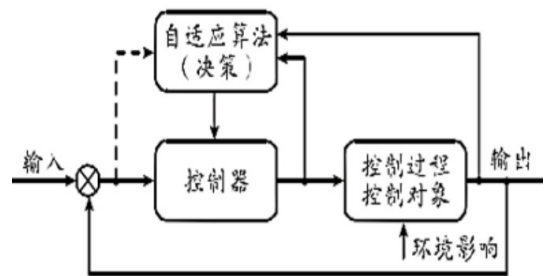 自适应算法
（决策）
输入
控制器
控制过程
控制对象
输出
环境影响